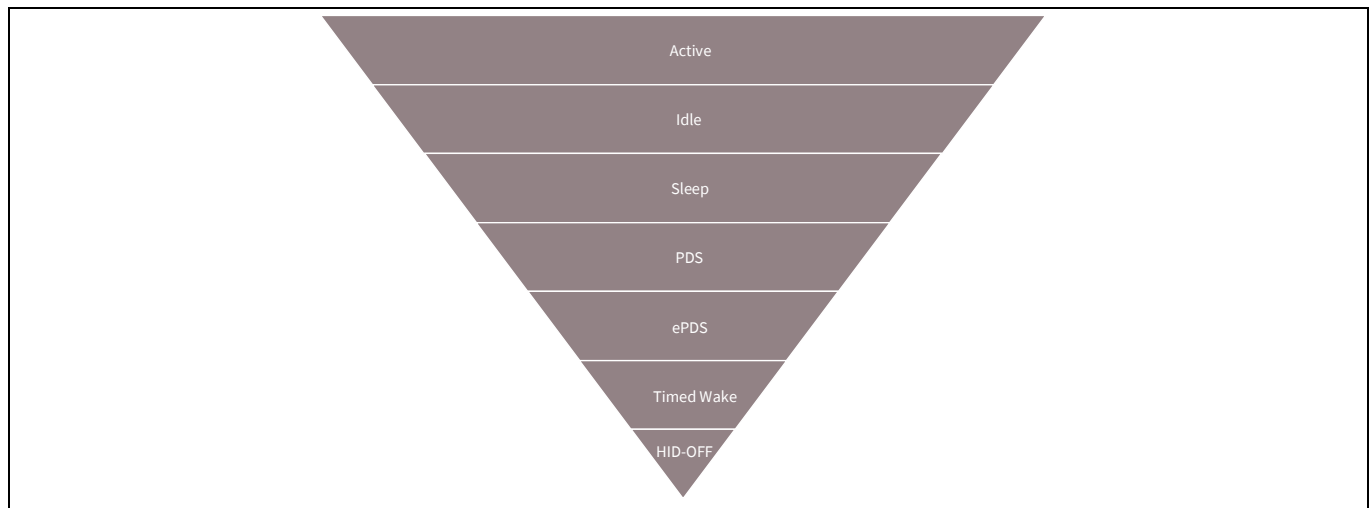 Active
Idle
Sleep
PDS
ePDS
Timed Wake
HID-OFF